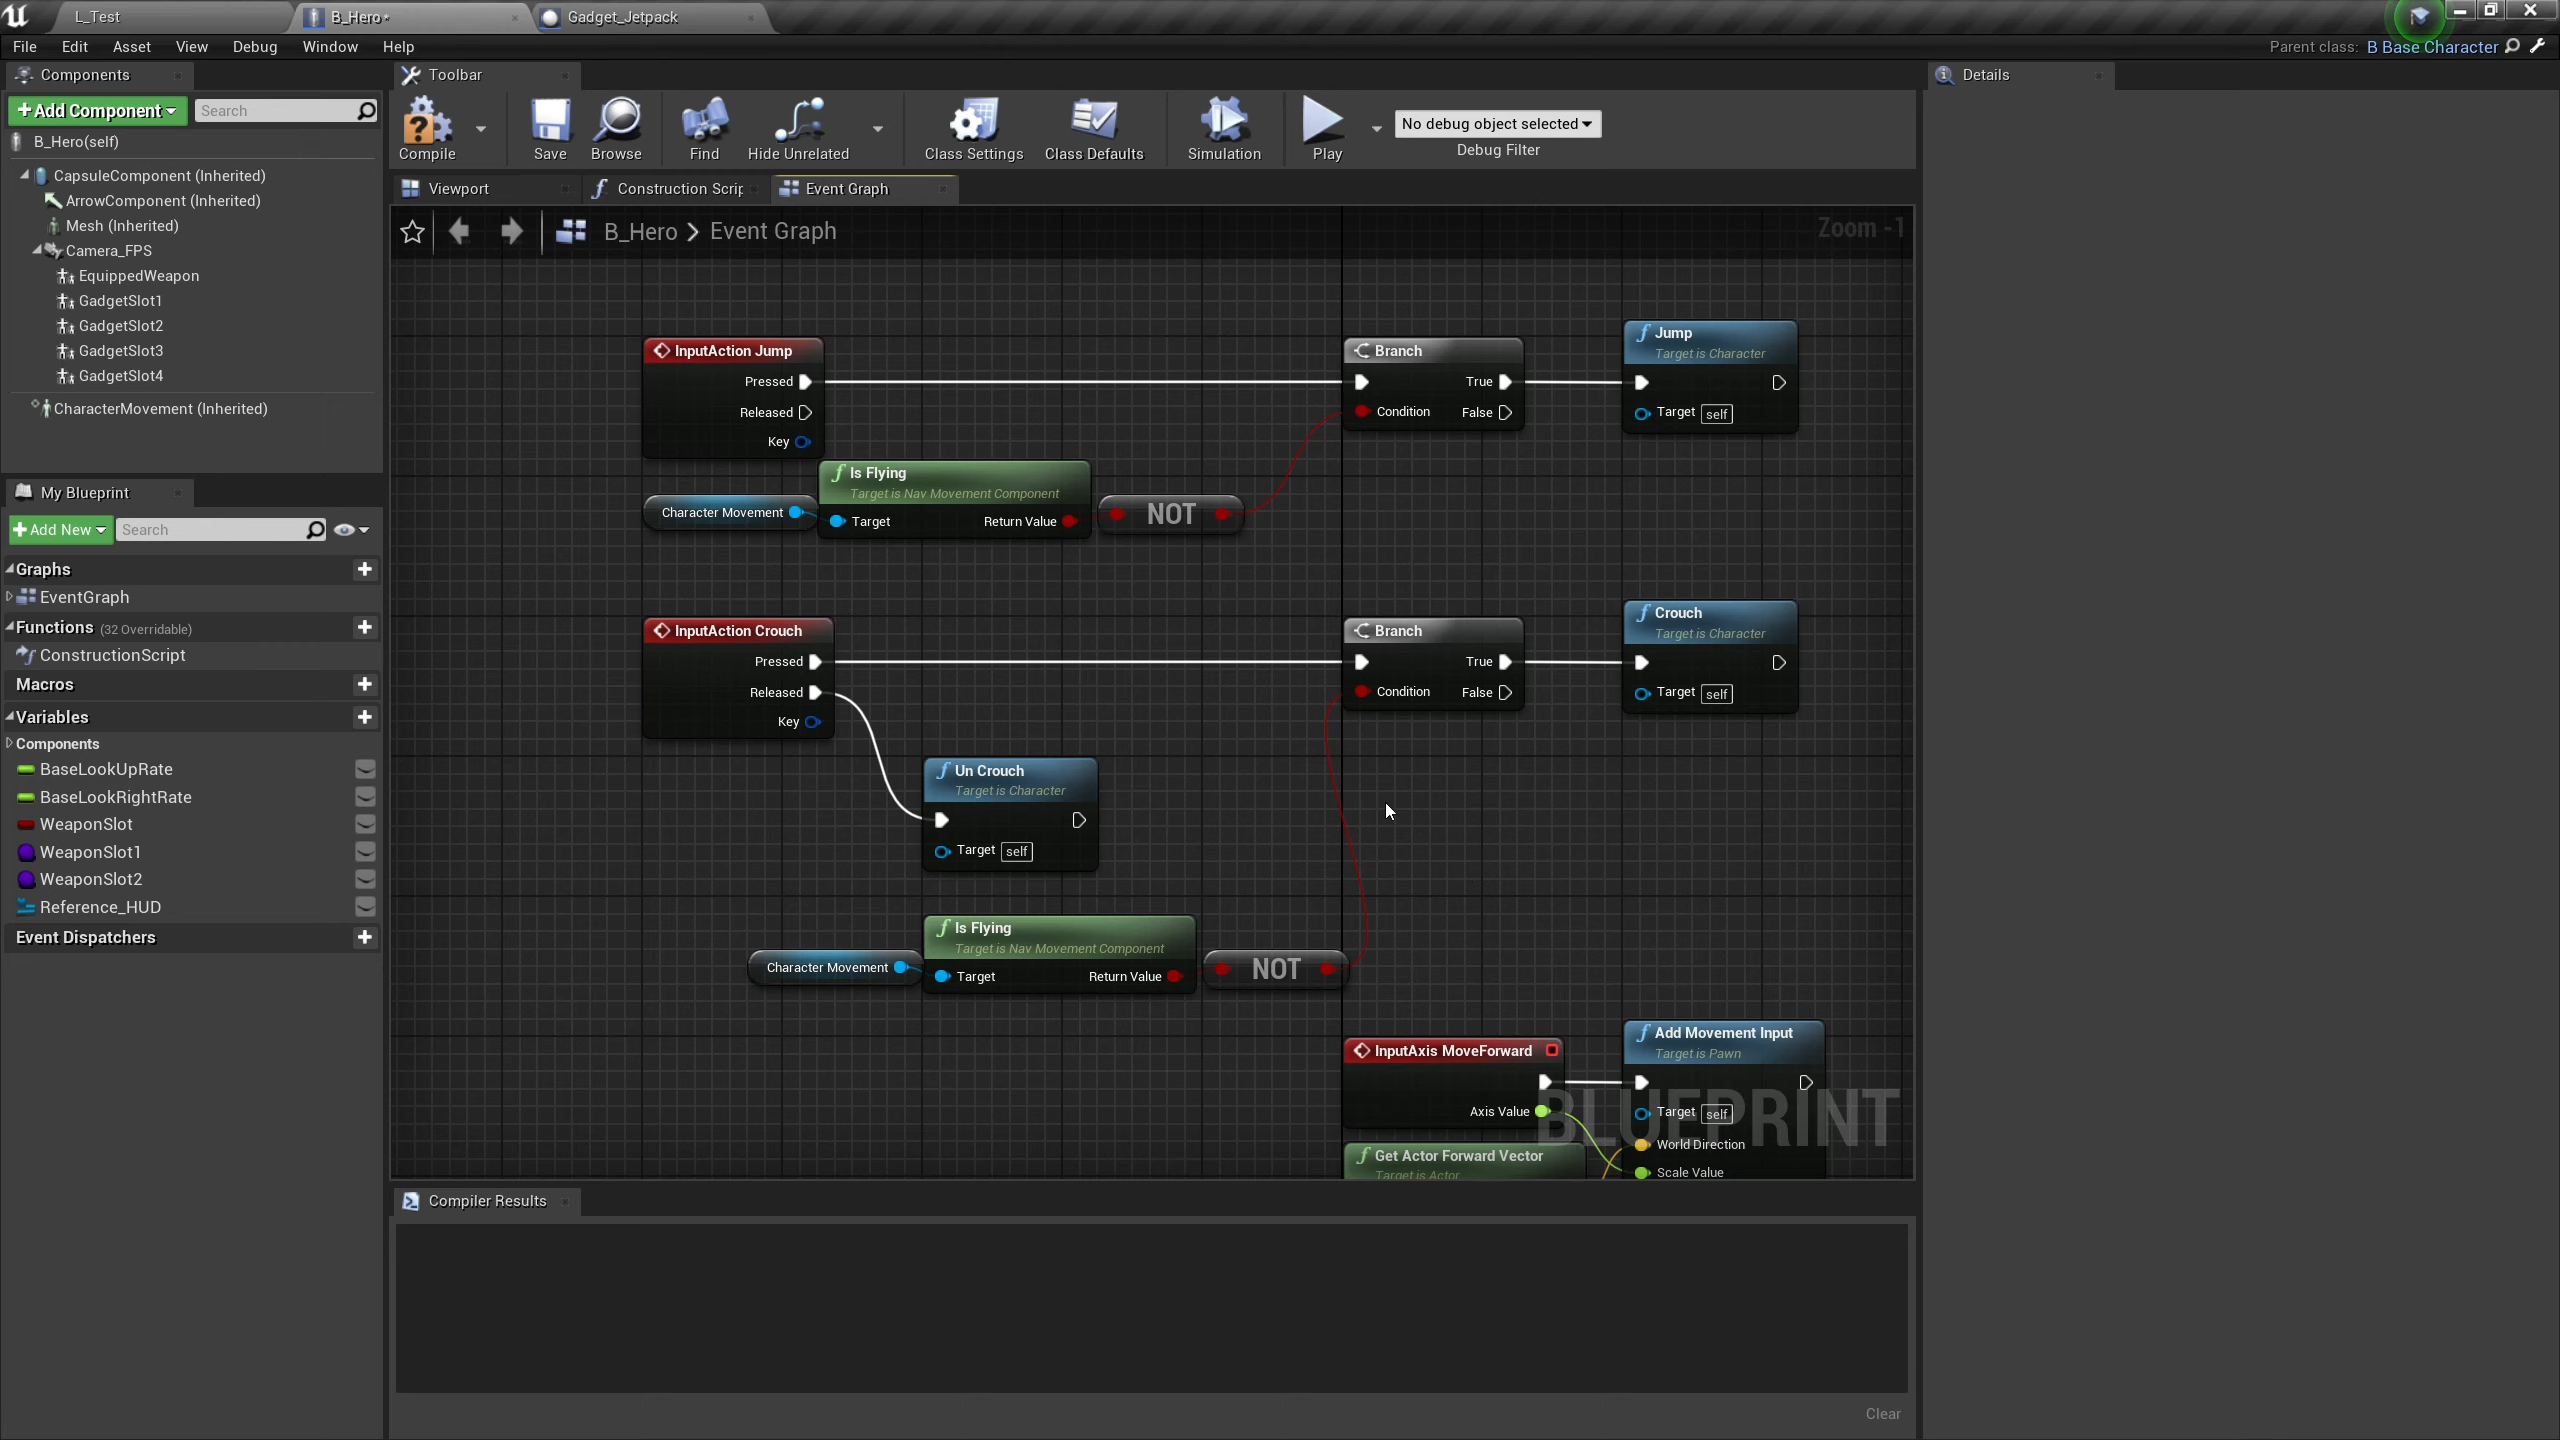 L_Test
B_Hero*
Gadget_Jetpack
File Edit Asset View Debug Window Help
Parent class: B Base Character
Components
+Add Component
Search
B_Hero(self)
CapsuleComponent (Inherited)
ArrowComponent (Inherited)
Mesh (Inherited)
Camera_FPS
EquippedWeapon
GadgetSlot1
GadgetSlot2
GadgetSlot3
GadgetSlot4
CharacterMovement (Inherited)
My Blueprint
+Add New
Search
Graphs
EventGraph
Functions (32 Overridable)
ConstructionScript
Macros
Variables
Components
BaseLookUpRate
BaseLookRightRate
WeaponSlot
WeaponSlot1
WeaponSlot2
Reference_HUD
Event Dispatchers
Toolbar
Compile
Save
Browse
Find
Hide Unrelated
Class Settings
Class Defaults
Simulation
Play
No debug object selected
Debug Filter
Viewport
Construction Scrip
Event Graph
B_Hero > Event Graph
Zoom -1
InputAction Jump
Pressed
Released
Key
Is Flying
Target is Nav Movement Component
Character Movement
Target
Return Value
NOT
Branch
True
Condition
False
Jump
Target is Character
Target self
InputAction Crouch
Pressed
Released
Key
Branch
True
Condition
False
Crouch
Target is Character
Target self
Un Crouch
Target is Character
Target self
Is Flying
Target is Nav Movement Component
Character Movement
Target
Return Value
NOT
InputAxis MoveForward
Axis Value
Get Actor Forward Vector
Target is Actor
Add Movement Input
Target is Pawn
Target self
World Direction
Scale Value
BLUEPRINT
Compiler Results
Clear
Details